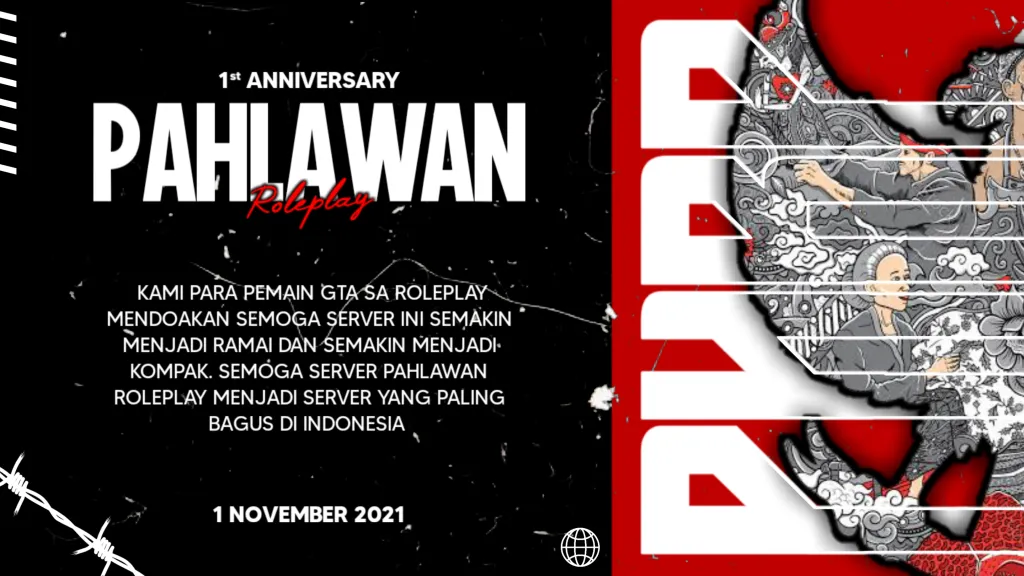 1st ANNIVERSARY
PAHLAWAN
Roleplay
KAMI PARA PEMAIN GTA SA ROLEPLAY
MENDOAKAN SEMOGA SERVER INI SEMAKIN
MENJADI RAMAI DAN SEMAKIN MENJADI
KOMPAK. SEMOGA SERVER PAHLAWAN
ROLEPLAY MENJADI SERVER YANG PALING
BAGUS DI INDONESIA
1 NOVEMBER 2021